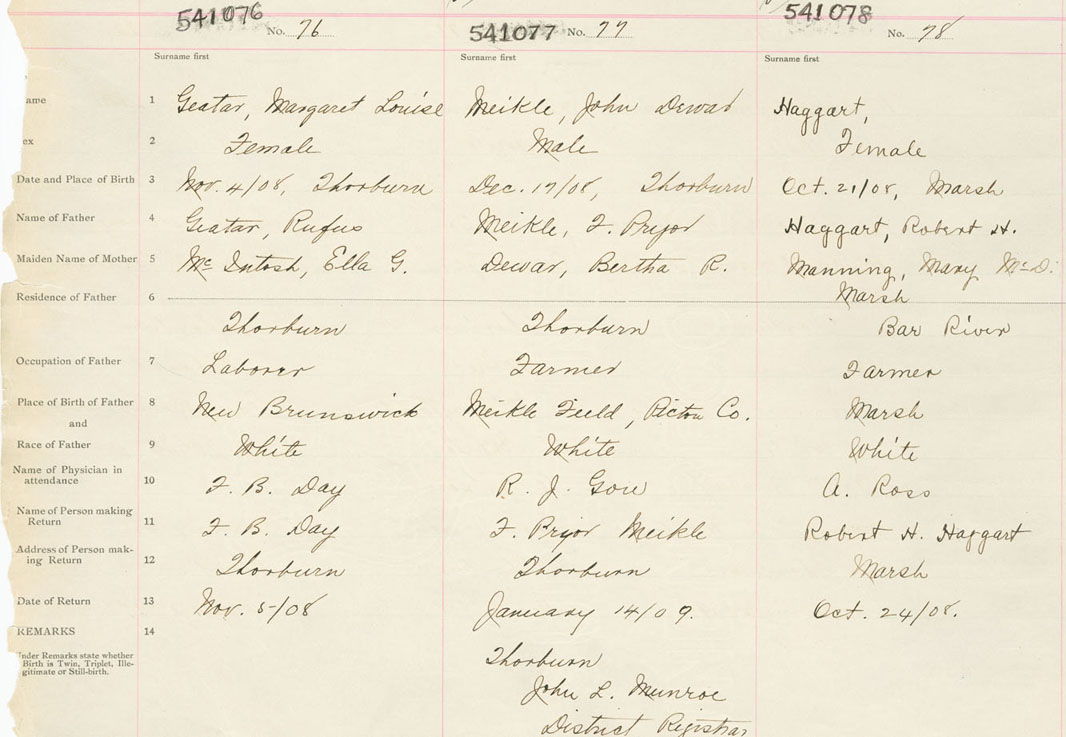 541076 No. 76 541077 No. 77 541078 No. 78
Surname first Surname first Surname first
ame 1 Geatar, Margaret Louise Meikle, John Dewar Haggart,
ex 2 Female Male Female
Date and Place of Birth 3 Nov. 4/08, Thorburn Dec. 17/08, Thorburn Oct. 21/08, Marsh
Name of Father 4 Geatar, Rufus Meikle, F. Pryor Haggart, Robert H.
Maiden Name of Mother 5 McIntosh, Ella G. Dewar, Bertha R. Manning, Mary McD.
Residence of Father 6 Marsh
Thorburn Thorburn Bar River
Occupation of Father 7 Laborer Farmer Farmer
Place of Birth of Father 8 New Brunswick Meikle Field, Pictou Co. Marsh
and
Race of Father 9 White White White
Name of Physician in
attendance 10 F. B. Day R. J. Gow A. Ross
Name of Person making
Return 11 F. B. Day F. Pryor Meikle Robert H. Haggart
Address of Person mak-
ing Return 12 Thorburn Thorburn Marsh
Date of Return 13 Nov. 5/08 January 14/09. Oct. 24/08.
REMARKS 14
nder Remarks state whether
Birth is Twin, Triplet, Ille-
gitimate or Still-birth.
Thorburn
John L. Munroe
District Registrar